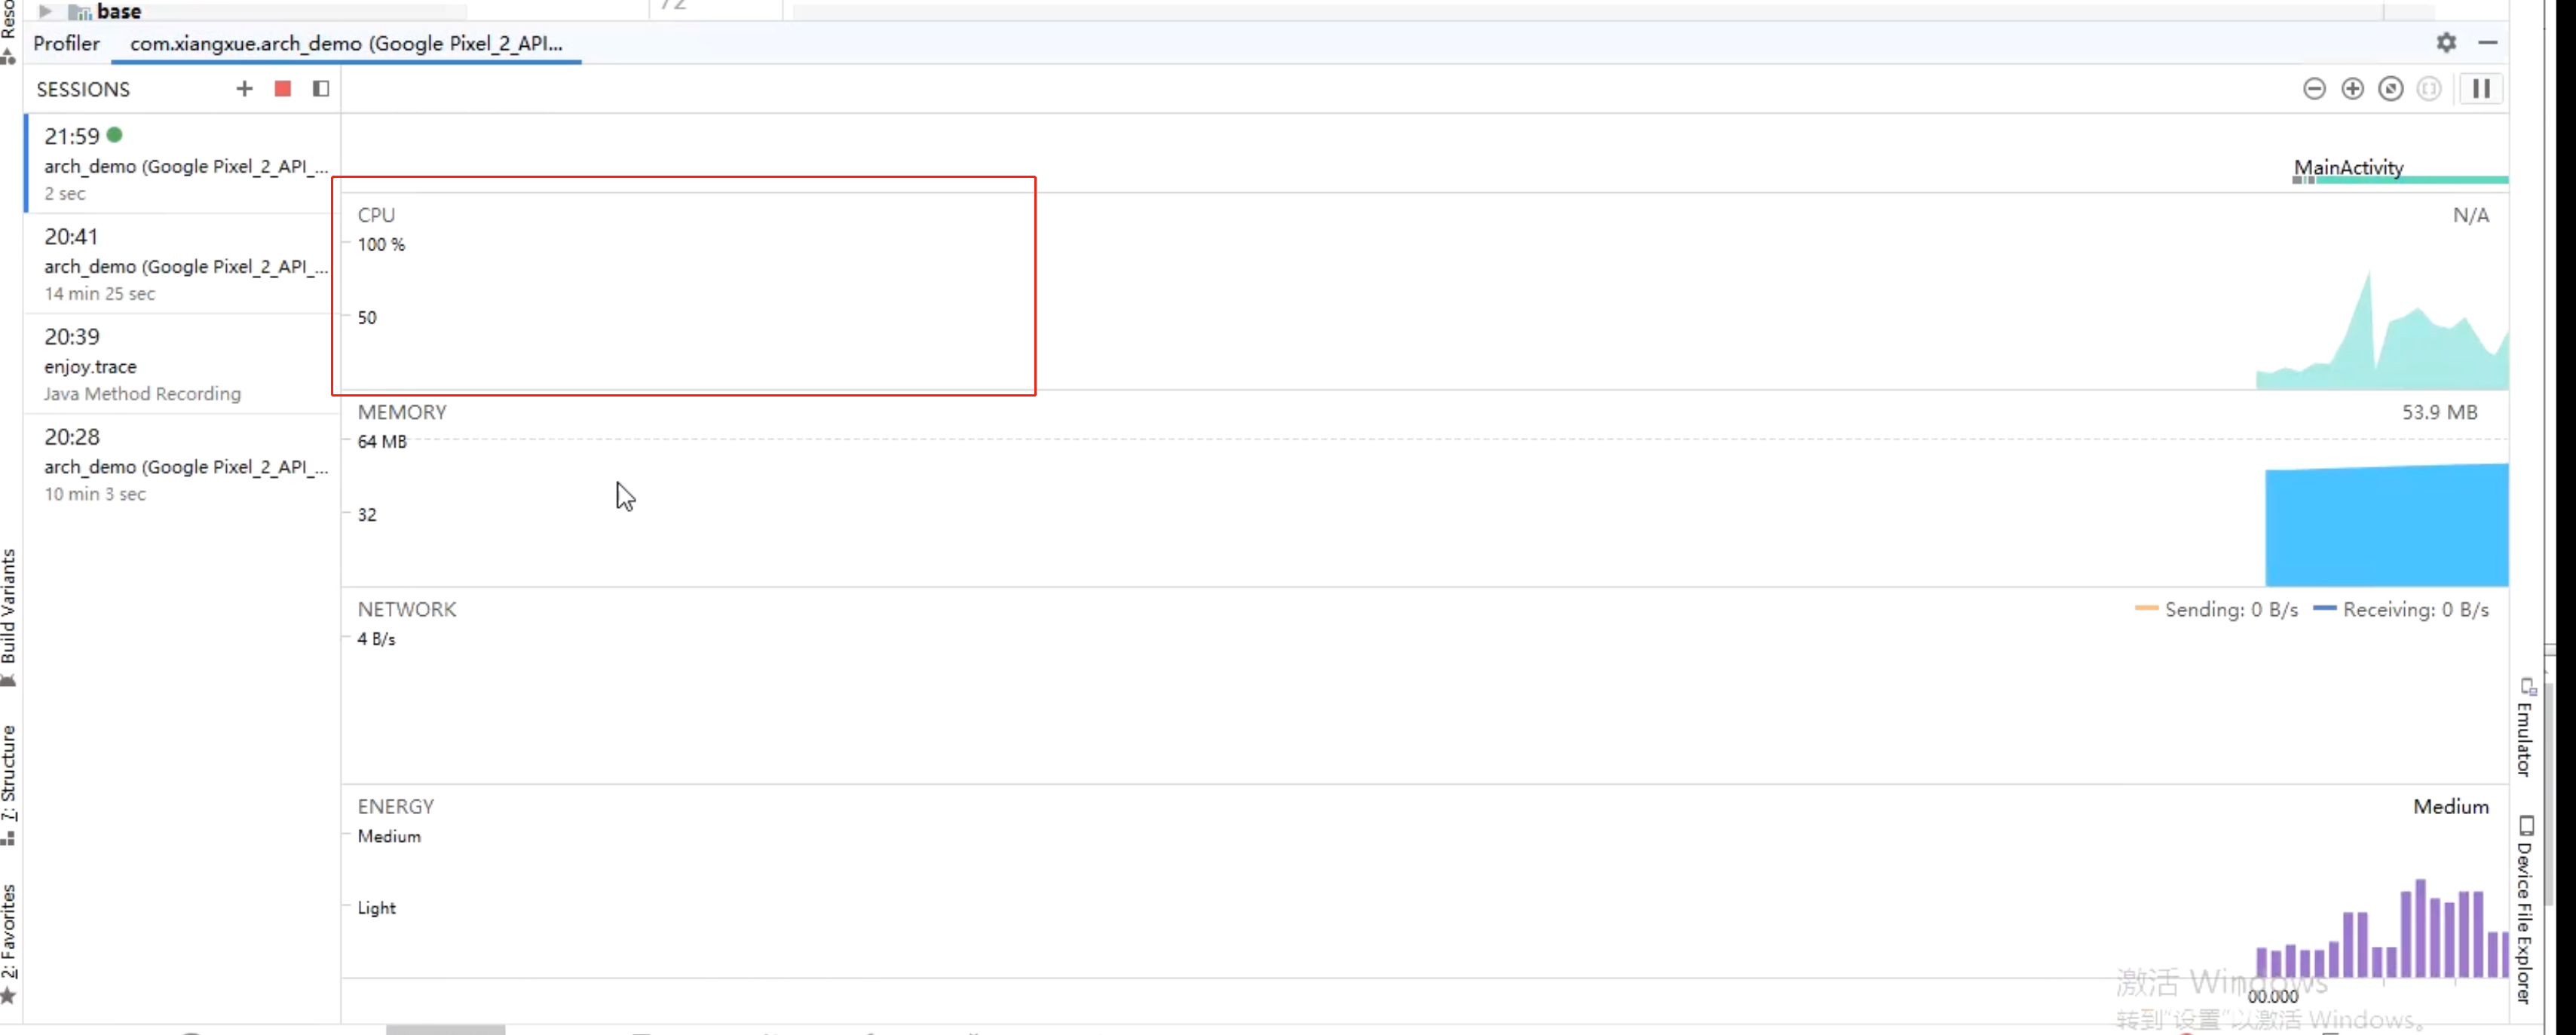 base
72
Profiler com.xiangxue.arch_demo (Google Pixel_2_API...
SESSIONS
21:59
arch_demo (Google Pixel_2_API_...
2 sec
20:41
arch_demo (Google Pixel_2_API_...
14 min 25 sec
20:39
enjoy.trace
Java Method Recording
20:28
arch_demo (Google Pixel_2_API_...
10 min 3 sec
MainActivity
CPU N/A
100 %
50
MEMORY 53.9 MB
64 MB
32
NETWORK Sending: 0 B/s Receiving: 0 B/s
4 B/s
ENERGY Medium
Medium
Light
00.000
激活 Windows
转到"设置"以激活 Windows。
Reso
Build Variants
7: Structure
2: Favorites
Emulator
Device File Explorer